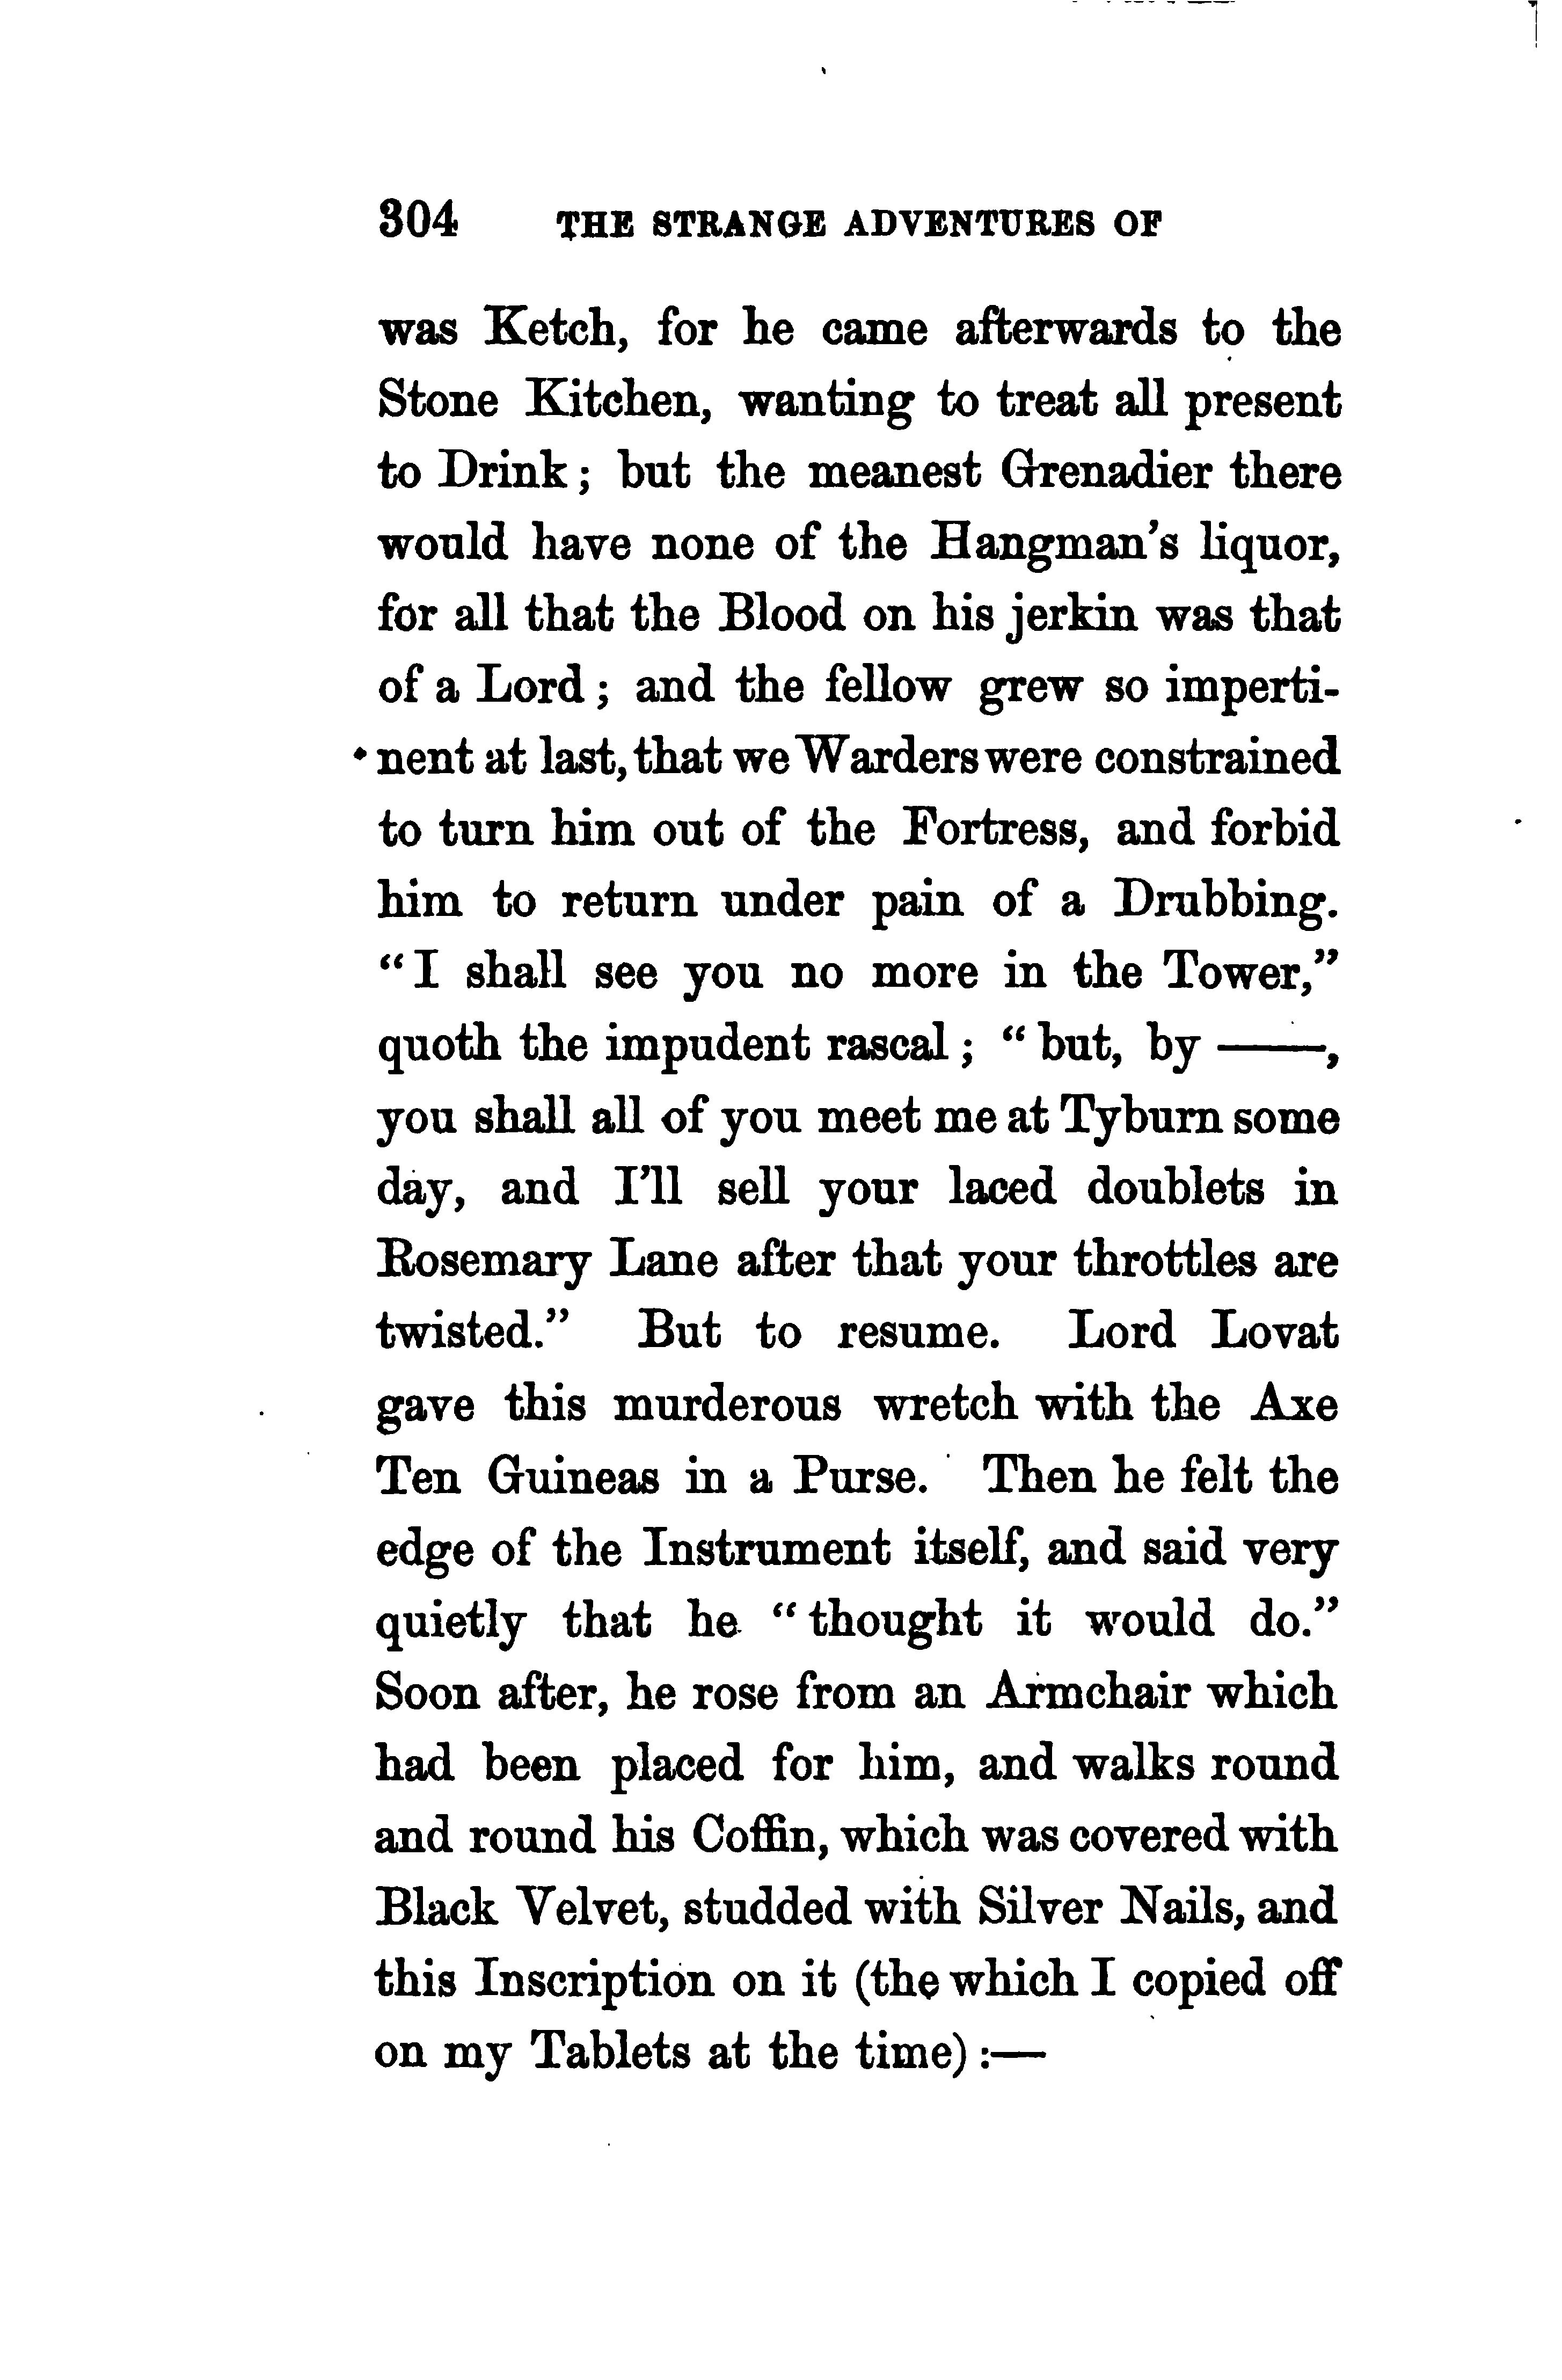 304 THE STRANGE ADVENTURES OF
was Ketch, for he came afterwards to the
Stone Kitchen, wanting to treat all present
to Drink; but the meanest Grenadier there
would have none of the Hangman's liquor,
for all that the Blood on his jerkin was that
of a Lord; and the fellow grew so imperti-
nent at last, that we Warders were constrained
to turn him out of the Fortress, and forbid
him to return under pain of a Drubbing.
"I shall see you no more in the Tower,"
quoth the impudent rascal; "but, by ——,
you shall all of you meet me at Tyburn some
day, and I'll sell your laced doublets in
Rosemary Lane after that your throttles are
twisted." But to resume. Lord Lovat
gave this murderous wretch with the Axe
Ten Guineas in a Purse. Then he felt the
edge of the Instrument itself, and said very
quietly that he "thought it would do."
Soon after, he rose from an Armchair which
had been placed for him, and walks round
and round his Coffin, which was covered with
Black Velvet, studded with Silver Nails, and
this Inscription on it (the which I copied off
on my Tablets at the time):—